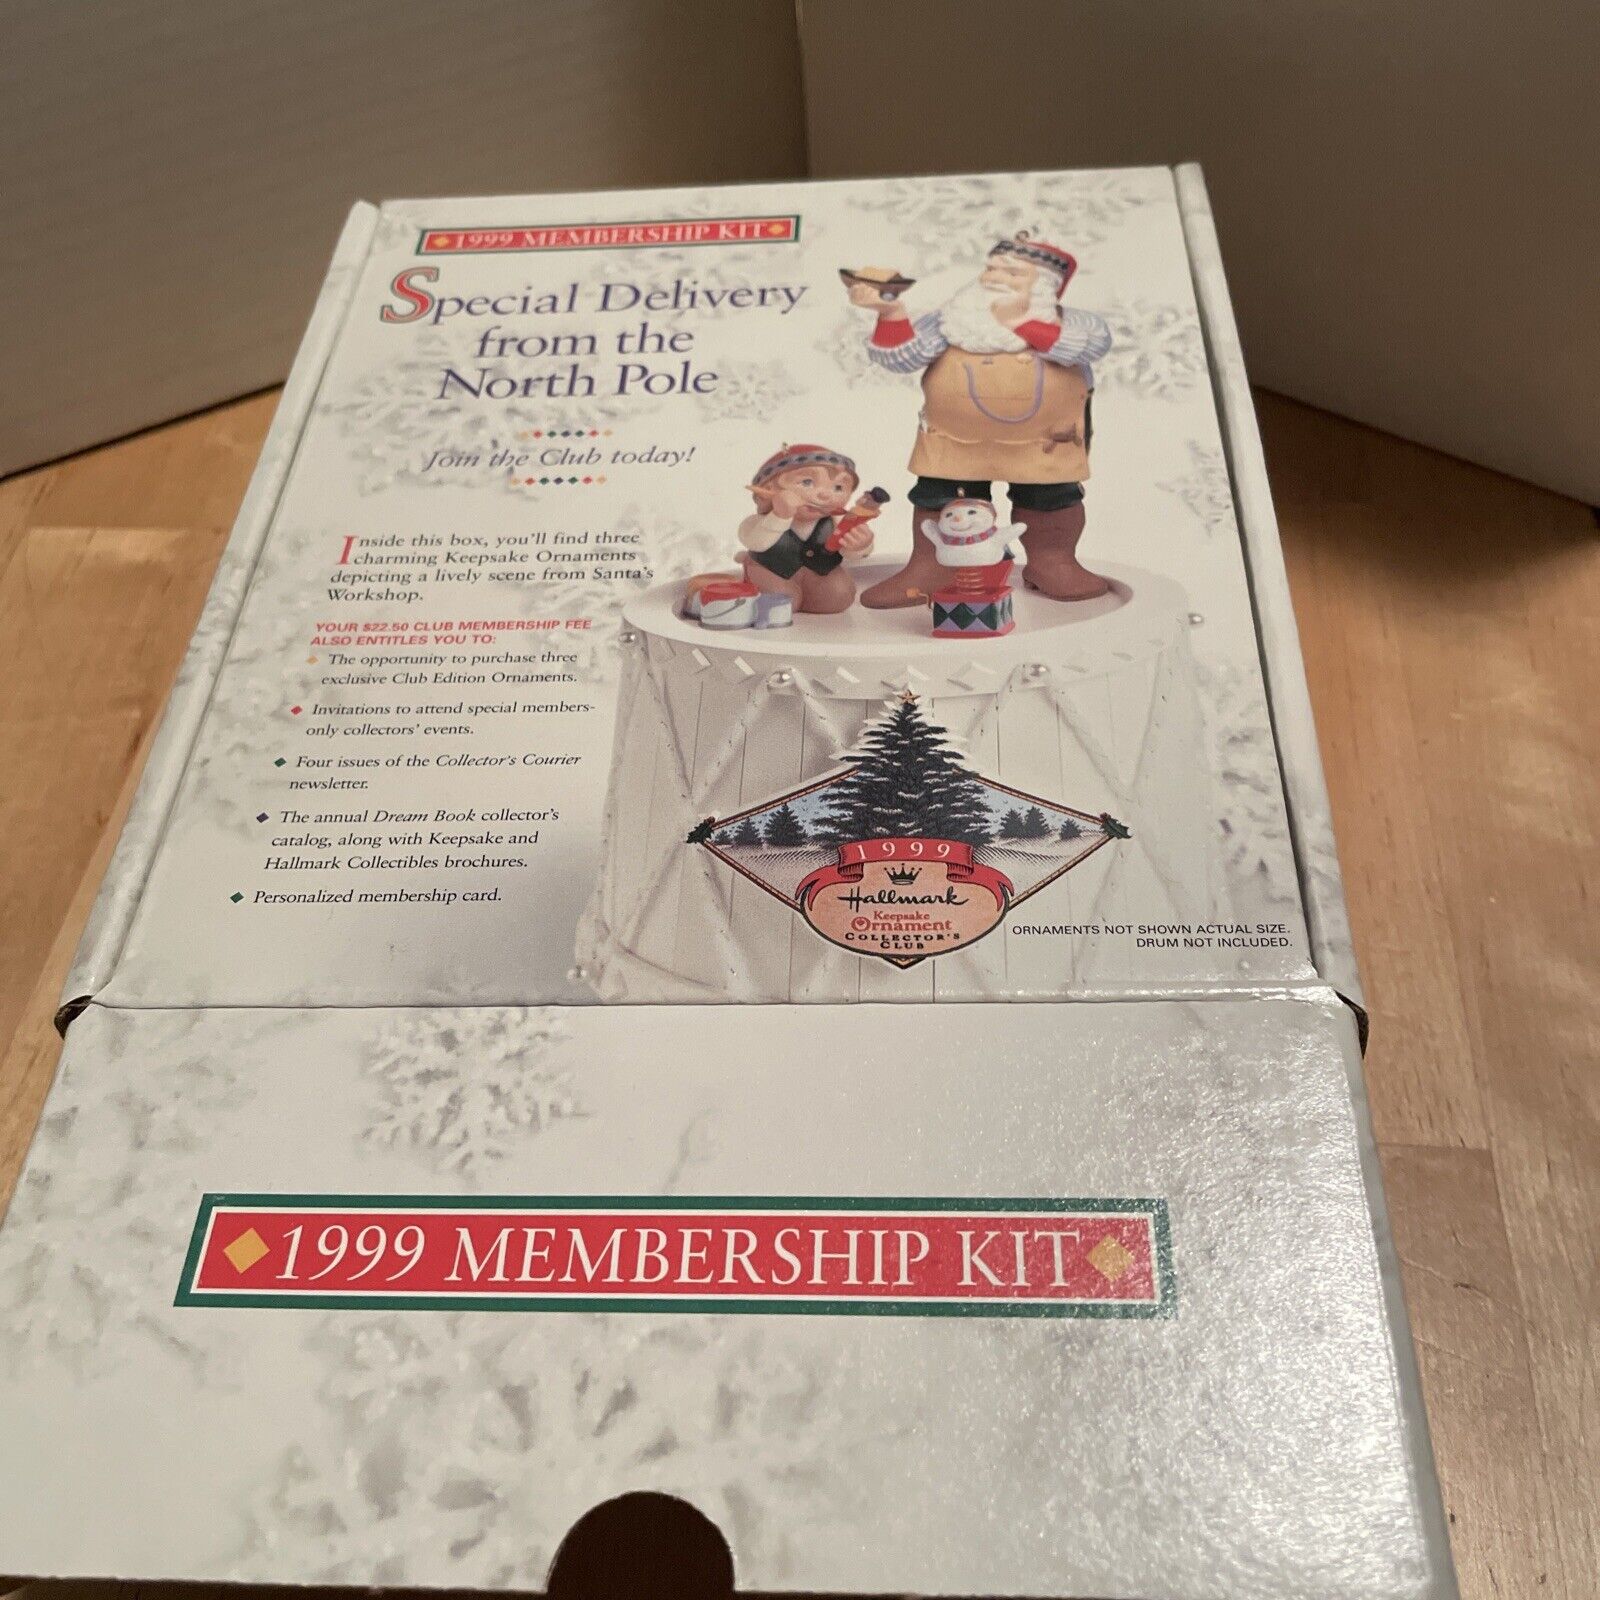 1999 MEMBERSHIP KIT
Special Delivery
from the
North Pole
Join the Club today!
Inside this box, you'll find three
charming Keepsake Ornaments
depicting a lively scene from Santa's
Workshop.
YOUR $22.50 CLUB MEMBERSHIP FEE
ALSO ENTITLES YOU TO:
The opportunity to purchase three
exclusive Club Edition Ornaments.
Invitations to attend special members-
only collectors' events.
Four issues of the Collector's Courier
newsletter.
The annual Dream Book collector's
catalog, along with Keepsake and
Hallmark Collectibles brochures.
Personalized membership card.
1999
Hallmark
Keepsake
Ornament
COLLECTOR'S
CLUB
ORNAMENTS NOT SHOWN ACTUAL SIZE.
DRUM NOT INCLUDED.
1999 MEMBERSHIP KIT